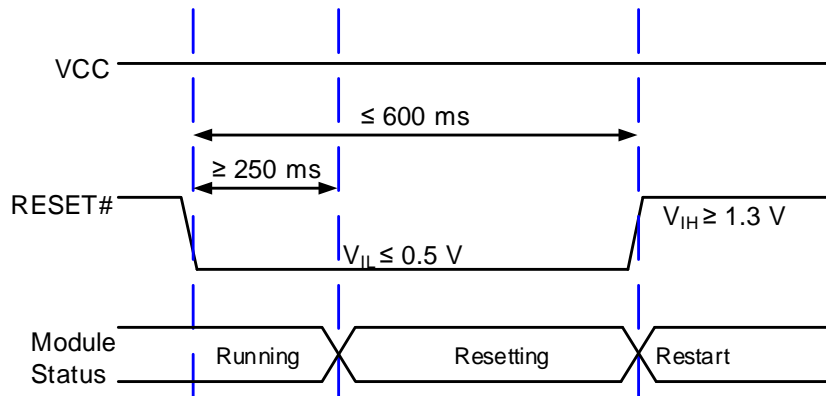 VCC
≤ 600 ms
≥ 250 ms
RESET#
V_IH ≥ 1.3 V
V_IL ≤ 0.5 V
Module
Status
Running
Resetting
Restart